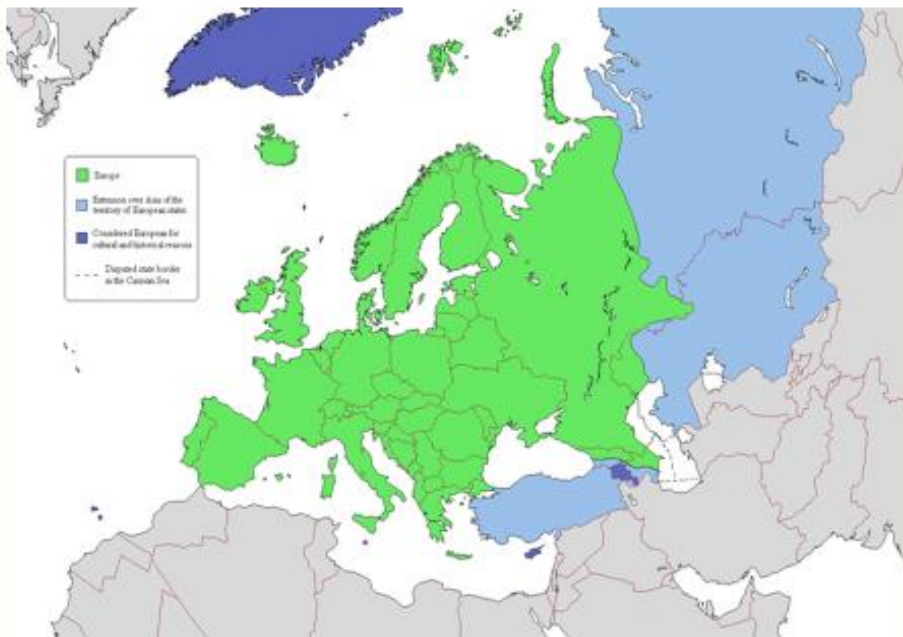 Europe
Extension over Asia of the
territory of European states
Considered European for
cultural and historical reasons
Disputed state border
in the Caspian Sea